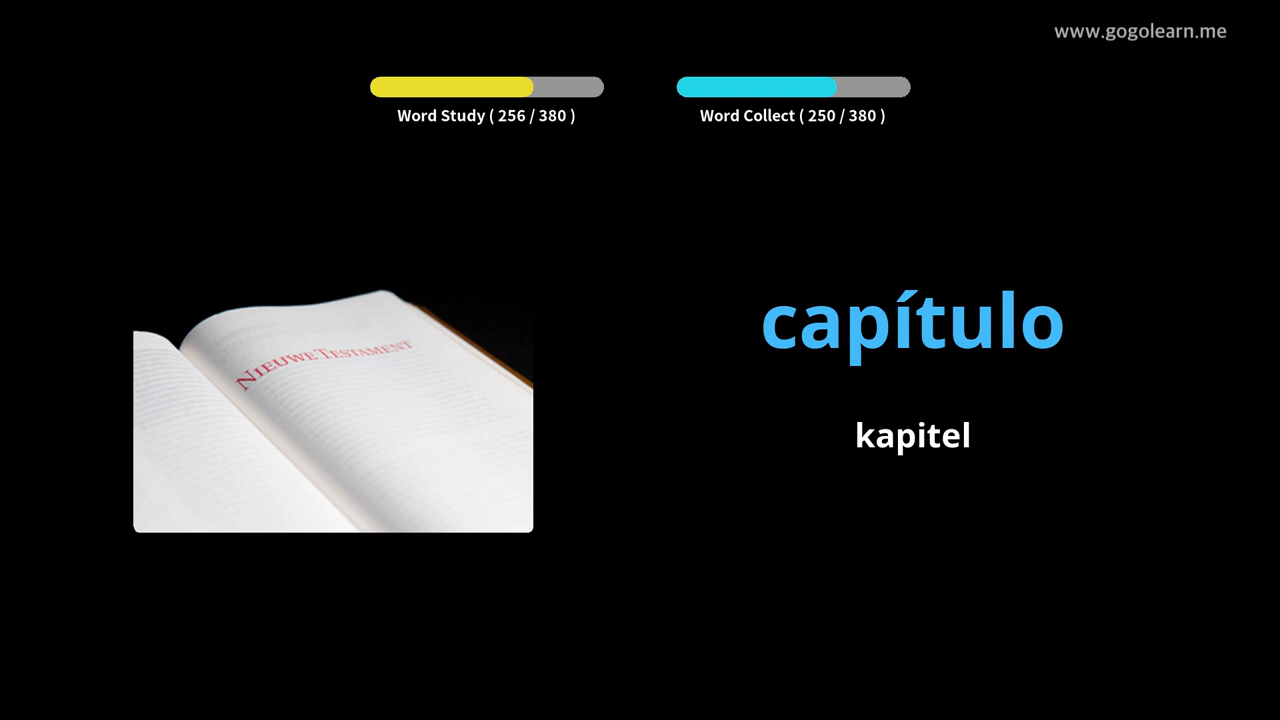 www.gogolearn.me
Word Study ( 256 / 380 )
Word Collect ( 250 / 380 )
NIEUWE TESTAMENT
capítulo
kapitel